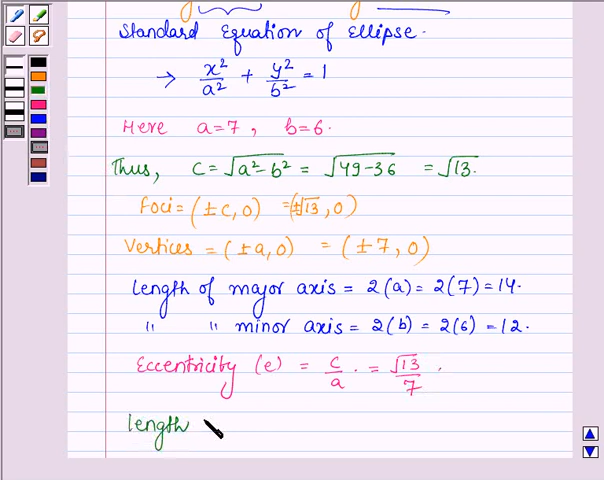 Standard Equation of Ellipse.
→ x²/a² + y²/b² = 1
Here a=7, b=6.
Thus, c = √(a²-b²) = √(49-36) = √13.
Foci = (±c, 0) = (±√13, 0)
Vertices = (±a, 0) = (±7, 0)
Length of major axis = 2(a) = 2(7) = 14.
" " minor axis = 2(b) = 2(6) = 12.
Eccentricity (e) = c/a . = √13/7 .
Length